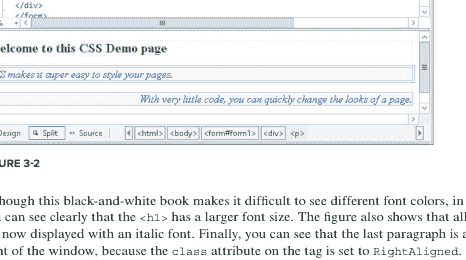 </div>
</form>
elcome to this CSS Demo page
S makes it super easy to style your pages.
With very little code, you can quickly change the looks of a page.
Design Split Source <html> <body> <form#form1> <div> <p>
URE 3-2
hough this black-and-white book makes it difficult to see different font colors, in
can see clearly that the <h1> has a larger font size. The figure also shows that all
now displayed with an italic font. Finally, you can see that the last paragraph is a
nt of the window, because the class attribute on the tag is set to RightAligned.